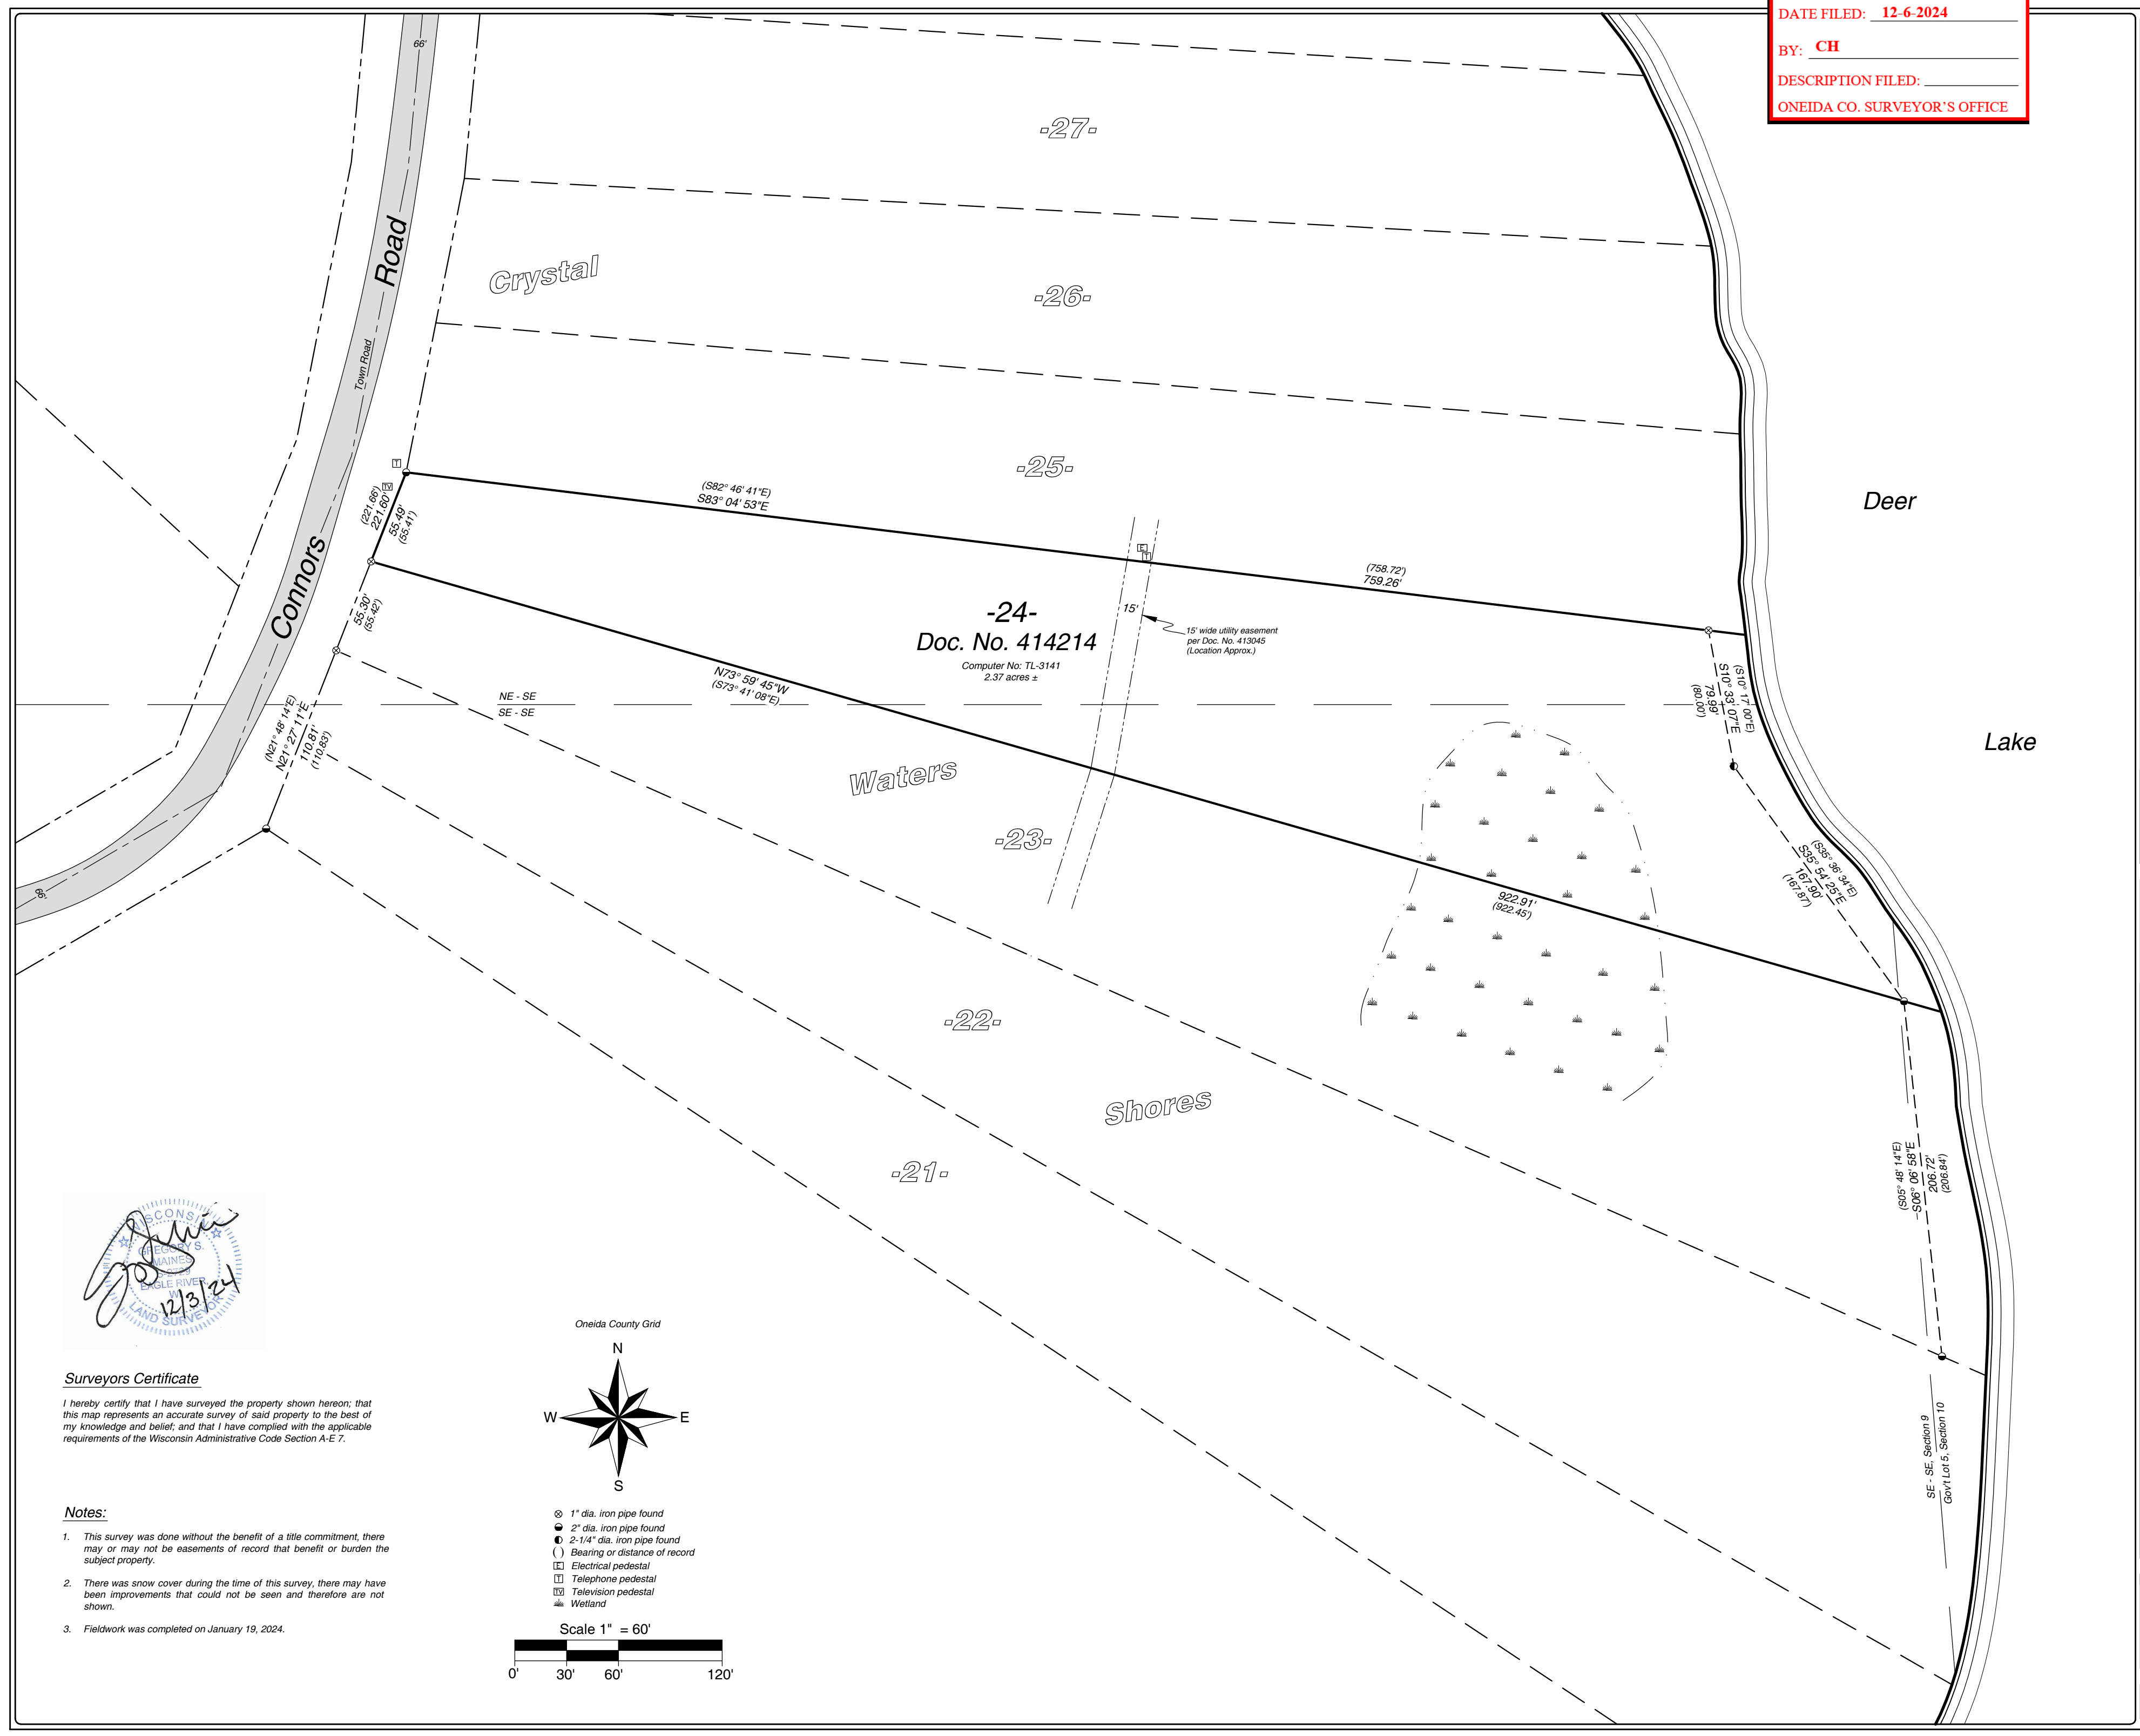 DATE FILED: 12-6-2024
BY: CH
DESCRIPTION FILED:
ONEIDA CO. SURVEYOR'S OFFICE
66'
-27-
Road
Crystal
-26-
Town Road
-25-
(S82° 46' 41"E)
S83° 04' 53"E
T
TV
(221.66')
221.60'
55.49'
(55.41')
Deer
E
T
(758.72')
759.26'
Connors
55.30'
(55.42')
-24-
Doc. No. 414214
Computer No: TL-3141
2.37 acres ±
15'
15' wide utility easement
per Doc. No. 413045
(Location Approx.)
N73° 59' 45"W
(S73° 41' 08"E)
NE - SE
SE - SE
(S10° 17' 00"E)
S10° 33' 07"E
79.99'
(80.00')
(N21° 48' 14"E)
N21° 27' 11"E
110.81'
(110.83')
Lake
Waters
-23-
66'
(S35° 36' 34"E)
S35° 54' 25"E
167.90'
(167.87')
922.91'
(922.45')
-22-
Shores
-21-
(S05° 48' 14"E)
S06° 06' 58"E
206.72'
(206.84')
WISCONSIN
GREGORY S.
MAINES
EAGLE RIVER,
WI
LAND SURVEYOR
12/3/24
Oneida County Grid
N
W
E
S
Surveyors Certificate
I hereby certify that I have surveyed the property shown hereon; that
this map represents an accurate survey of said property to the best of
my knowledge and belief; and that I have complied with the applicable
requirements of the Wisconsin Administrative Code Section A-E 7.
SE - SE, Section 9
Gov't Lot 5, Section 10
Notes:
1. This survey was done without the benefit of a title commitment, there
may or may not be easements of record that benefit or burden the
subject property.
2. There was snow cover during the time of this survey, there may have
been improvements that could not be seen and therefore are not
shown.
3. Fieldwork was completed on January 19, 2024.
1" dia. iron pipe found
2" dia. iron pipe found
2-1/4" dia. iron pipe found
( ) Bearing or distance of record
E Electrical pedestal
T Telephone pedestal
TV Television pedestal
Wetland
Scale 1" = 60'
0' 30' 60' 120'